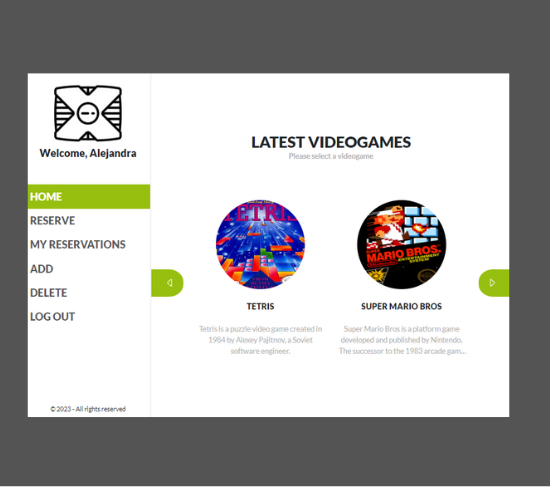 Welcome, Alejandra
HOME
RESERVE
MY RESERVATIONS
ADD
DELETE
LOG OUT
© 2023 - All rights reserved
LATEST VIDEOGAMES
Please select a videogame
TETRIS
MARIO BROS.
ENTERTAINMENT
SYSTEM
TETRIS
Tetris is a puzzle video game created in
1984 by Alexey Pajitnov, a Soviet
software engineer.
SUPER MARIO BROS
Super Mario Bros is a platform game
developed and published by Nintendo.
The successor to the 1983 arcade gam...